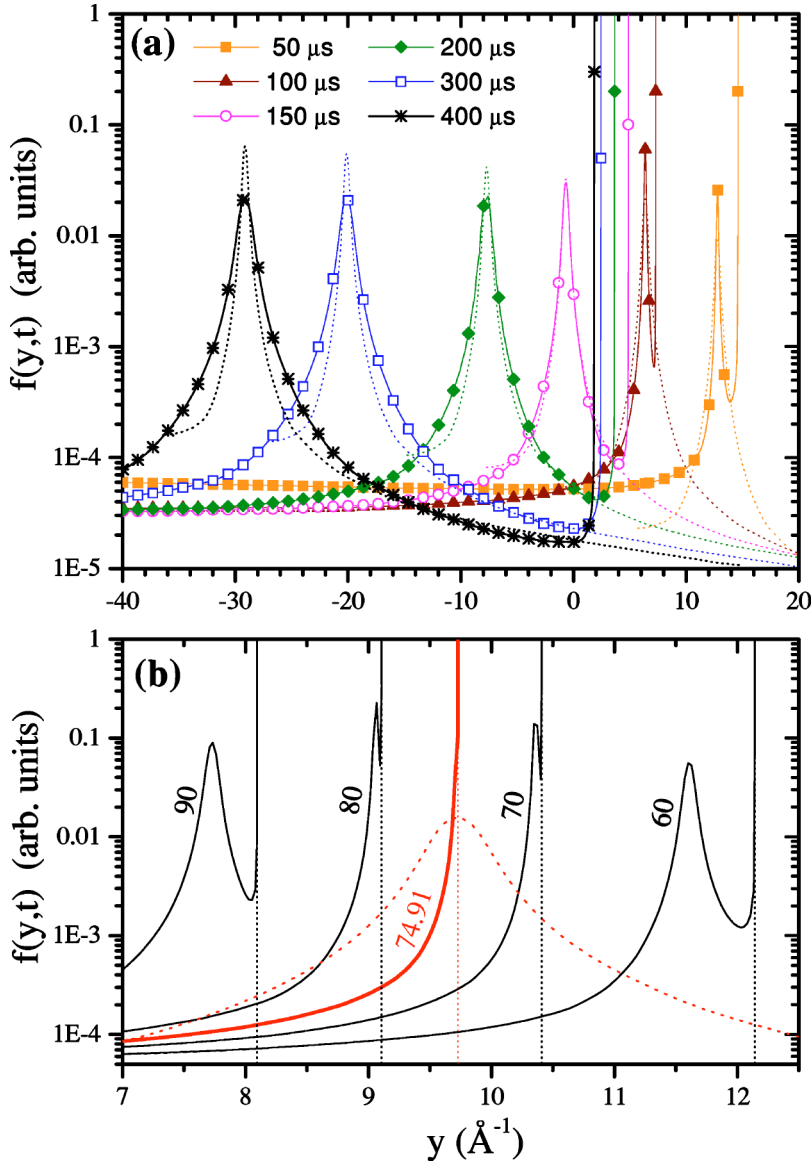 (a)
50 μs
100 μs
150 μs
200 μs
300 μs
400 μs
f(y,t) (arb. units)
1
0.1
0.01
1E-3
1E-4
1E-5
-40 -30 -20 -10 0 10 20
(b)
f(y,t) (arb. units)
1
0.1
0.01
1E-3
1E-4
90
80
74.91
70
60
7 8 9 10 11 12
y (Å⁻¹)